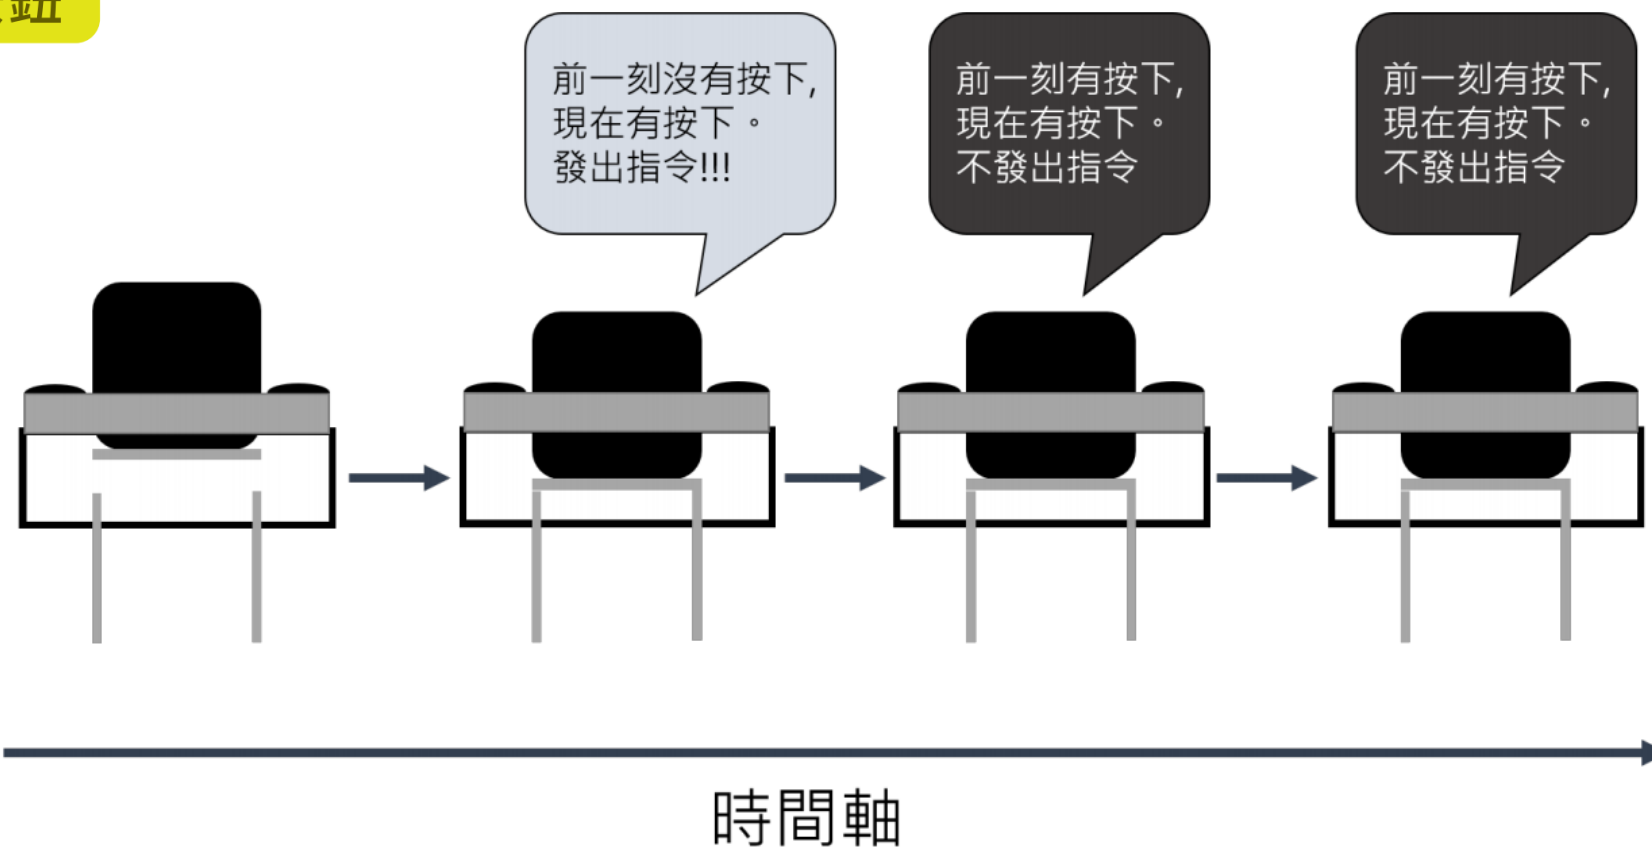 鈕
前一刻沒有按下,
現在有按下。
發出指令!!!
前一刻有按下,
現在有按下。
不發出指令
前一刻有按下,
現在有按下。
不發出指令
時間軸